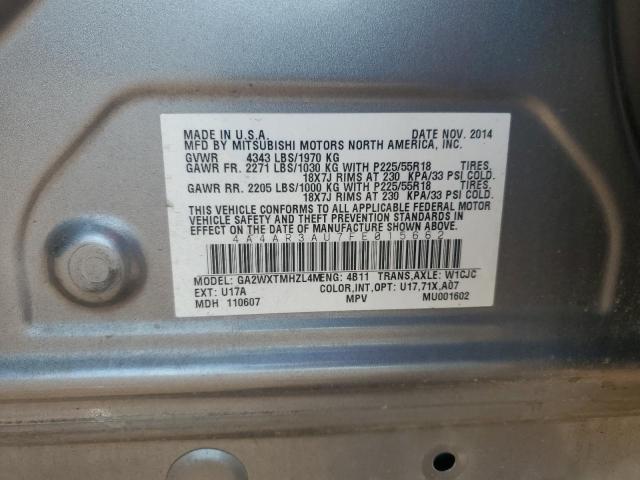 MADE IN U.S.A. DATE NOV. 2014
MFD BY MITSUBISHI MOTORS NORTH AMERICA, INC.
GVWR 4343 LBS/1970 KG
GAWR FR. 2271 LBS/1030 KG WITH P225/55R18 TIRES,
18X7J RIMS AT 230 KPA/33 PSI COLD.
GAWR RR. 2205 LBS/1000 KG WITH P225/55R18 TIRES,
18X7J RIMS AT 230 KPA/33 PSI COLD.
THIS VEHICLE CONFORMS TO ALL APPLICABLE FEDERAL MOTOR
VEHICLE SAFETY AND THEFT PREVENTION STANDARDS IN
EFFECT ON THE DATE OF MANUFACTURE SHOWN ABOVE.
4A4AR3AU7FE015662
MODEL: GA2WXTMHZL4M ENG: 4B11 TRANS,AXLE: W1CJC
EXT: U17A COLOR,INT,OPT: U17,71X,A07
MDH 110607 MPV MU001602